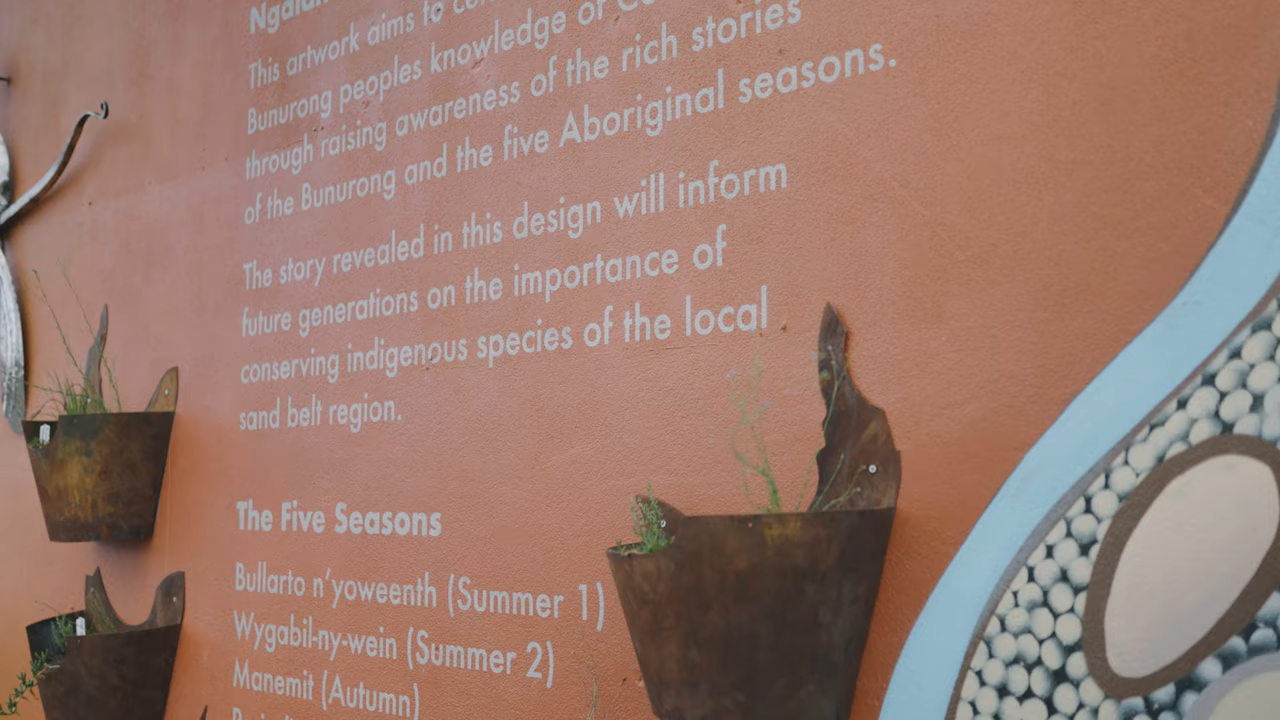 This artwork aims to
Bunurong peoples knowledge of
through raising awareness of the rich stories
of the Bunurong and the five Aboriginal seasons.
The story revealed in this design will inform
future generations on the importance of
conserving indigenous species of the local
sand belt region.
The Five Seasons
Bullarto n'yoweenth (Summer 1)
Wygabil-ny-wein (Summer 2)
Manemit (Autumn)